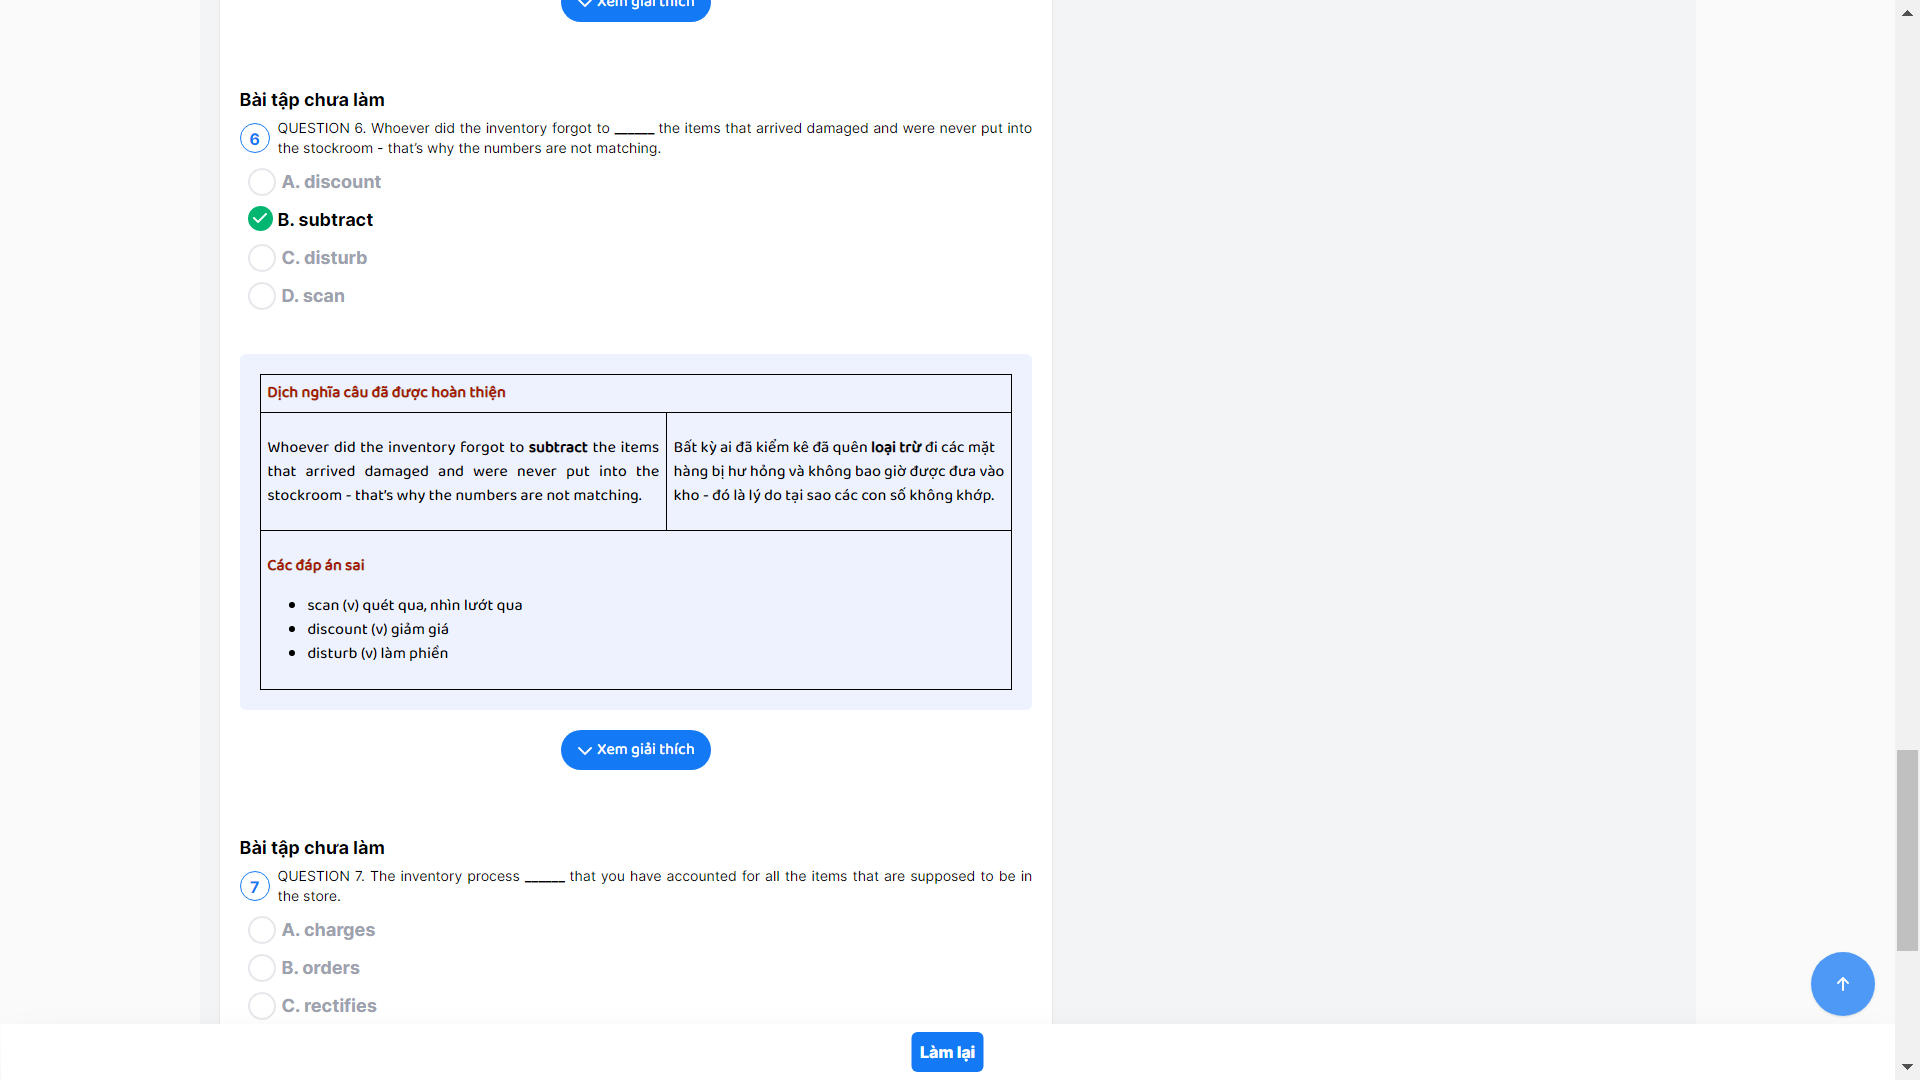 Xem giải thích
Bài tập chưa làm
6
QUESTION 6. Whoever did the inventory forgot to ______ the items that arrived damaged and were never put into
the stockroom - that's why the numbers are not matching.
A. discount
B. subtract
C. disturb
D. scan
Dịch nghĩa câu đã được hoàn thiện
Whoever did the inventory forgot to subtract the items
that arrived damaged and were never put into the
stockroom - that's why the numbers are not matching.
Bất kỳ ai đã kiểm kê đã quên loại trừ đi các mặt
hàng bị hư hỏng và không bao giờ được đưa vào
kho - đó là lý do tại sao các con số không khớp.
Các đáp án sai
• scan (v) quét qua, nhìn lướt qua
• discount (v) giảm giá
• disturb (v) làm phiền
Xem giải thích
Bài tập chưa làm
7
QUESTION 7. The inventory process ______ that you have accounted for all the items that are supposed to be in
the store.
A. charges
B. orders
C. rectifies
Làm lại